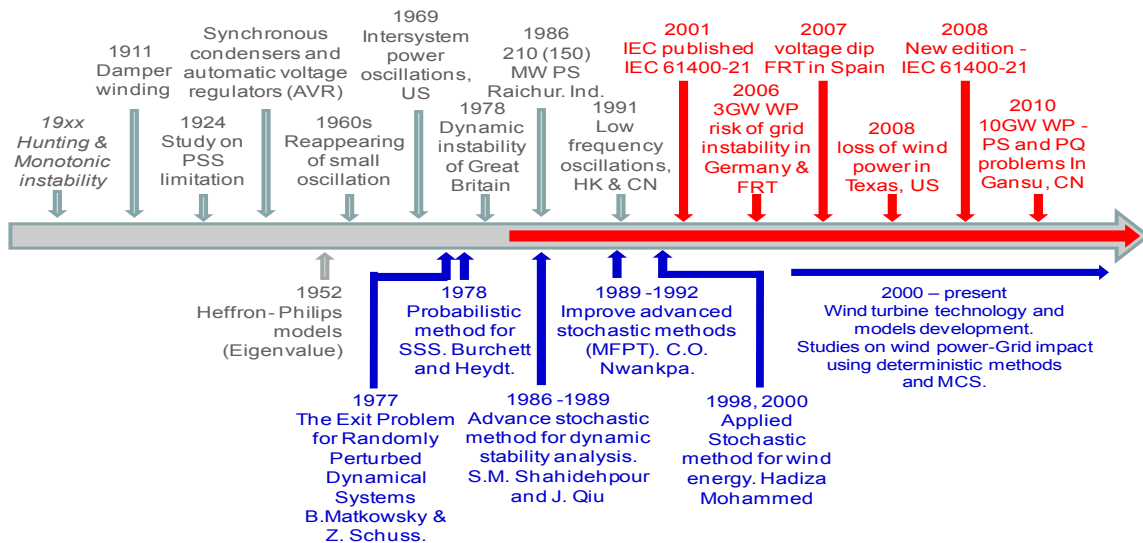 19xx
Hunting &
Monotonic
instability
1911
Damper
winding
1924
Study on
PSS
limitation
Synchronous
condensers and
automatic voltage
regulators (AVR)
1960s
Reappearing
of small
oscillation
1969
Intersystem
power
oscillations,
US
1978
Dynamic
instability
of Great
Britain
1986
210 (150)
MW PS
Raichur. Ind.
1991
Low
frequency
oscillations,
HK & CN
2001
IEC published
IEC 61400-21
2006
3GW WP
risk of grid
instability in
Germany &
FRT
2007
voltage dip
FRT in Spain
2008
loss of wind
power in
Texas, US
2008
New edition -
IEC 61400-21
2010
10GW WP -
PS and PQ
problems In
Gansu, CN
1952
Heffron- Philips
models
(Eigenvalue)
1977
The Exit Problem
for Randomly
Perturbed
Dynamical
Systems
B.Matkowsky &
Z. Schuss.
1978
Probabilistic
method for
SSS. Burchett
and Heydt.
1986 -1989
Advance stochastic
method for dynamic
stability analysis.
S.M. Shahidehpour
and J. Qiu
1989 -1992
Improve advanced
stochastic methods
(MFPT). C.O.
Nwankpa.
1998, 2000
Applied
Stochastic
method for wind
energy. Hadiza
Mohammed
2000 – present
Wind turbine technology and
models development.
Studies on wind power-Grid impact
using deterministic methods
and MCS.